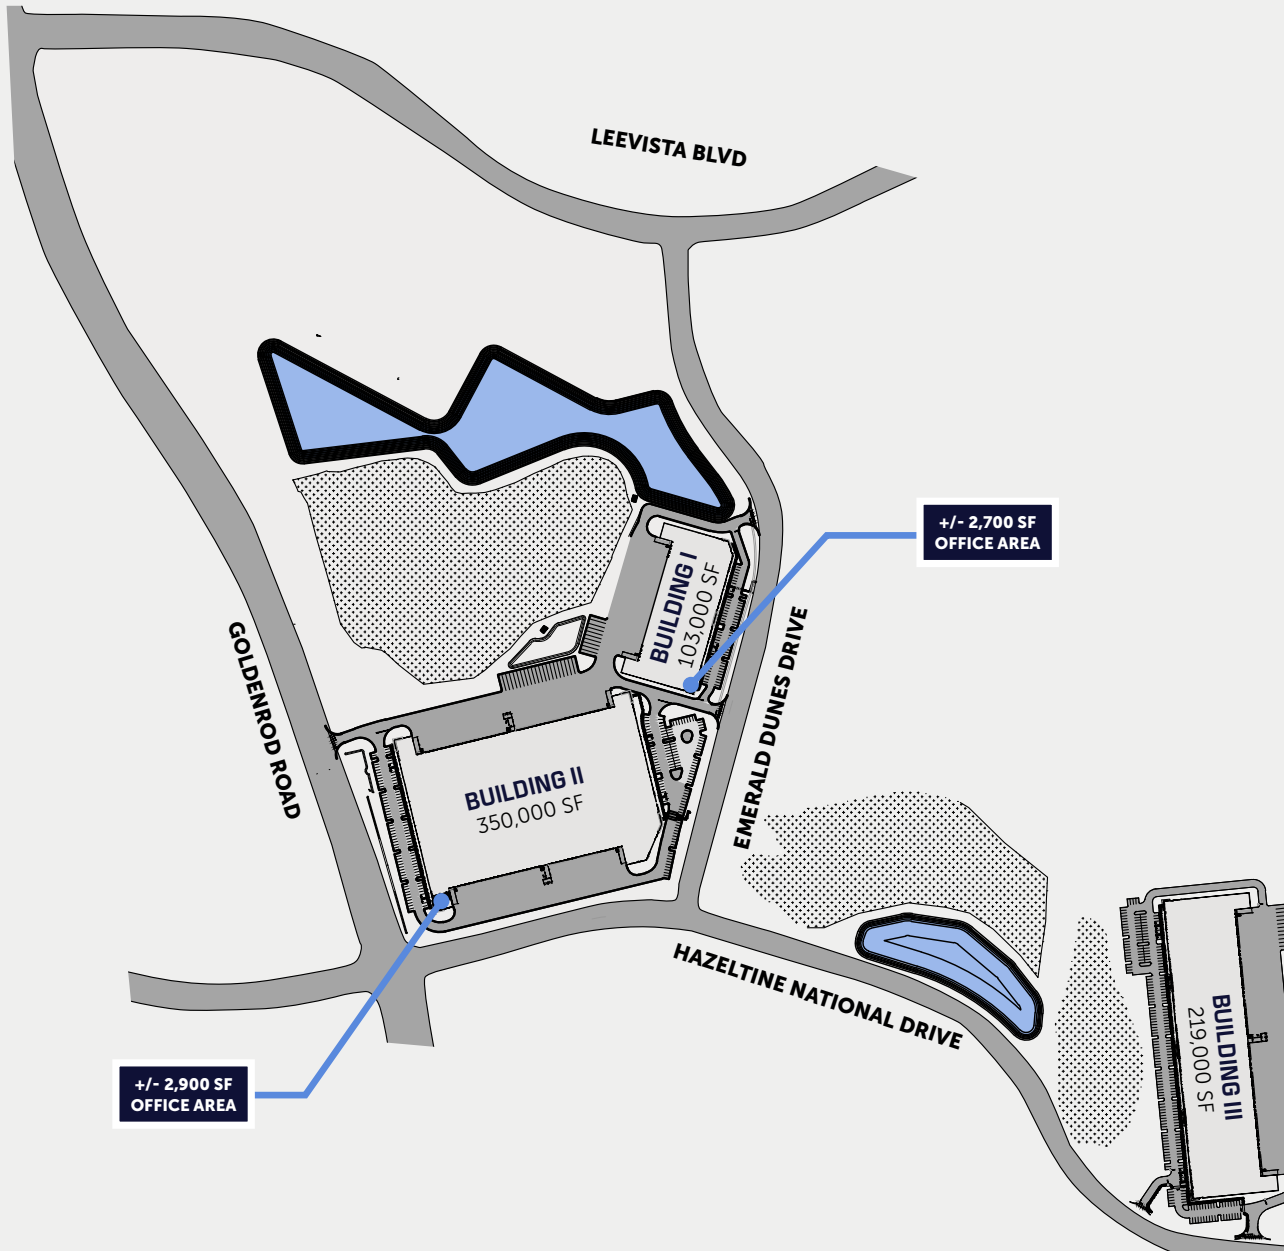 LEEVISTA BLVD
+/- 2,700 SF
OFFICE AREA
BUILDING I
103,000 SF
GOLDENROD ROAD
EMERALD DUNES DRIVE
BUILDING II
350,000 SF
HAZELTINE NATIONAL DRIVE
BUILDING III
219,000 SF
+/- 2,900 SF
OFFICE AREA